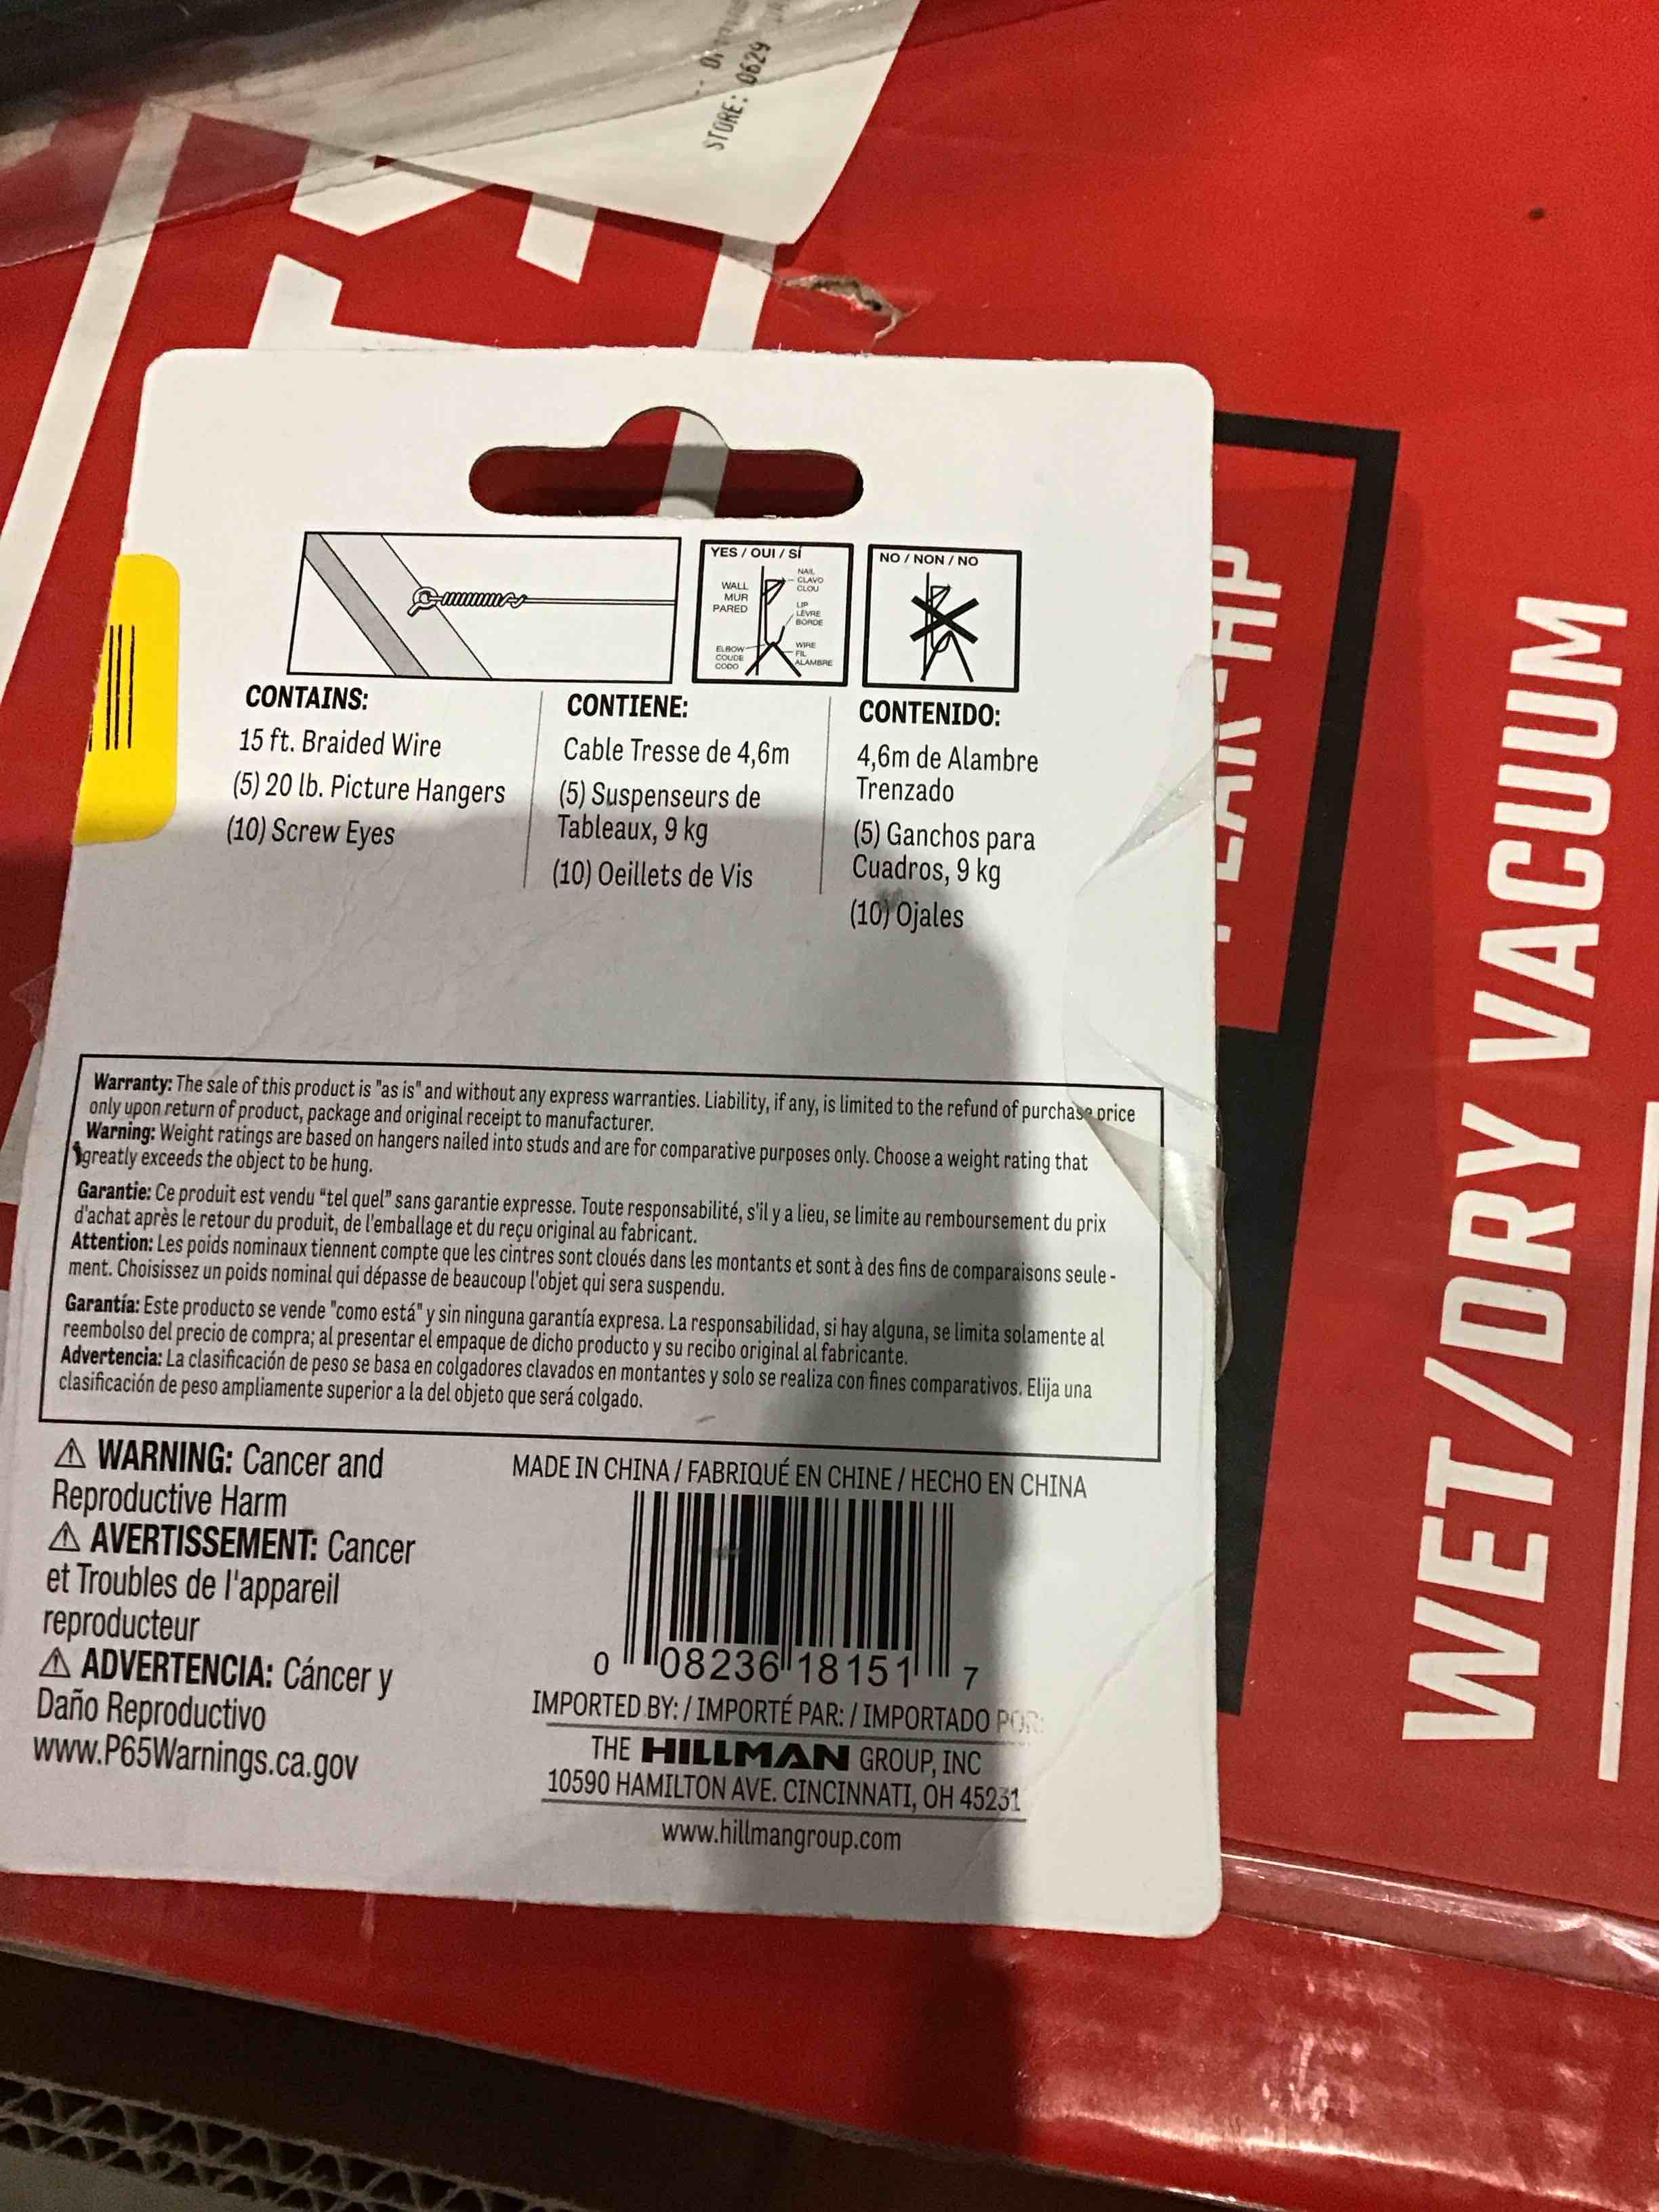 STORE: 0629
YES / OUI / SÍ
WALL
MUR
PARED
NAIL
CLAVO
CLOU
LIP
LÈVRE
BORDE
ELBOW
COUDE
CODO
WIRE
FIL
ALAMBRE
NO / NON / NO
CONTAINS:
15 ft. Braided Wire
(5) 20 lb. Picture Hangers
(10) Screw Eyes
CONTIENE:
Cable Tresse de 4,6m
(5) Suspenseurs de
Tableaux, 9 kg
(10) Oeillets de Vis
CONTENIDO:
4,6m de Alambre
Trenzado
(5) Ganchos para
Cuadros, 9 kg
(10) Ojales
Warranty: The sale of this product is "as is" and without any express warranties. Liability, if any, is limited to the refund of purchase price
only upon return of product, package and original receipt to manufacturer.
Warning: Weight ratings are based on hangers nailed into studs and are for comparative purposes only. Choose a weight rating that
greatly exceeds the object to be hung.
Garantie: Ce produit est vendu “tel quel” sans garantie expresse. Toute responsabilité, s'il y a lieu, se limite au remboursement du prix
d'achat après le retour du produit, de l'emballage et du reçu original au fabricant.
Attention: Les poids nominaux tiennent compte que les cintres sont cloués dans les montants et sont à des fins de comparaisons seule -
ment. Choisissez un poids nominal qui dépasse de beaucoup l'objet qui sera suspendu.
Garantía: Este producto se vende "como está" y sin ninguna garantía expresa. La responsabilidad, si hay alguna, se limita solamente al
reembolso del precio de compra; al presentar el empaque de dicho producto y su recibo original al fabricante.
Advertencia: La clasificación de peso se basa en colgadores clavados en montantes y solo se realiza con fines comparativos. Elija una
clasificación de peso ampliamente superior a la del objeto que será colgado.
⚠ WARNING: Cancer and
Reproductive Harm
⚠ AVERTISSEMENT: Cancer
et Troubles de l'appareil
reproducteur
⚠ ADVERTENCIA: Cáncer y
Daño Reproductivo
www.P65Warnings.ca.gov
MADE IN CHINA / FABRIQUÉ EN CHINE / HECHO EN CHINA
0 08236 18151 7
IMPORTED BY: / IMPORTÉ PAR: / IMPORTADO POR:
THE HILLMAN GROUP, INC
10590 HAMILTON AVE. CINCINNATI, OH 45231
www.hillmangroup.com
WET/DRY VACUUM